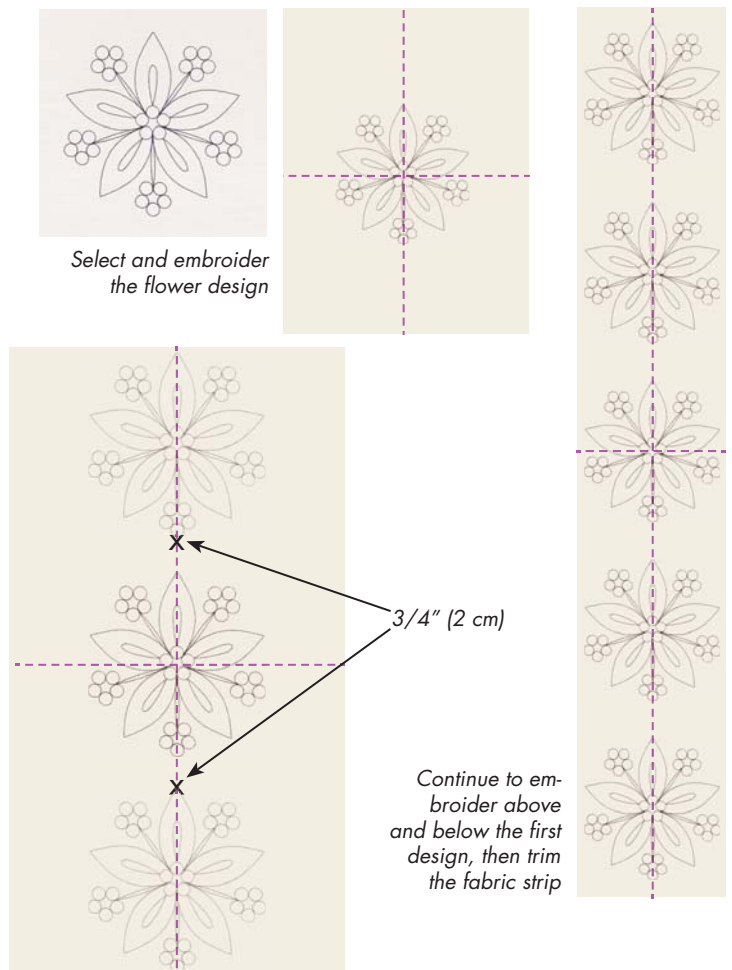 Select and embroider
the flower design
x
3/4” (2 cm)
x
Continue to em-
broider above
and below the first
design, then trim
the fabric strip